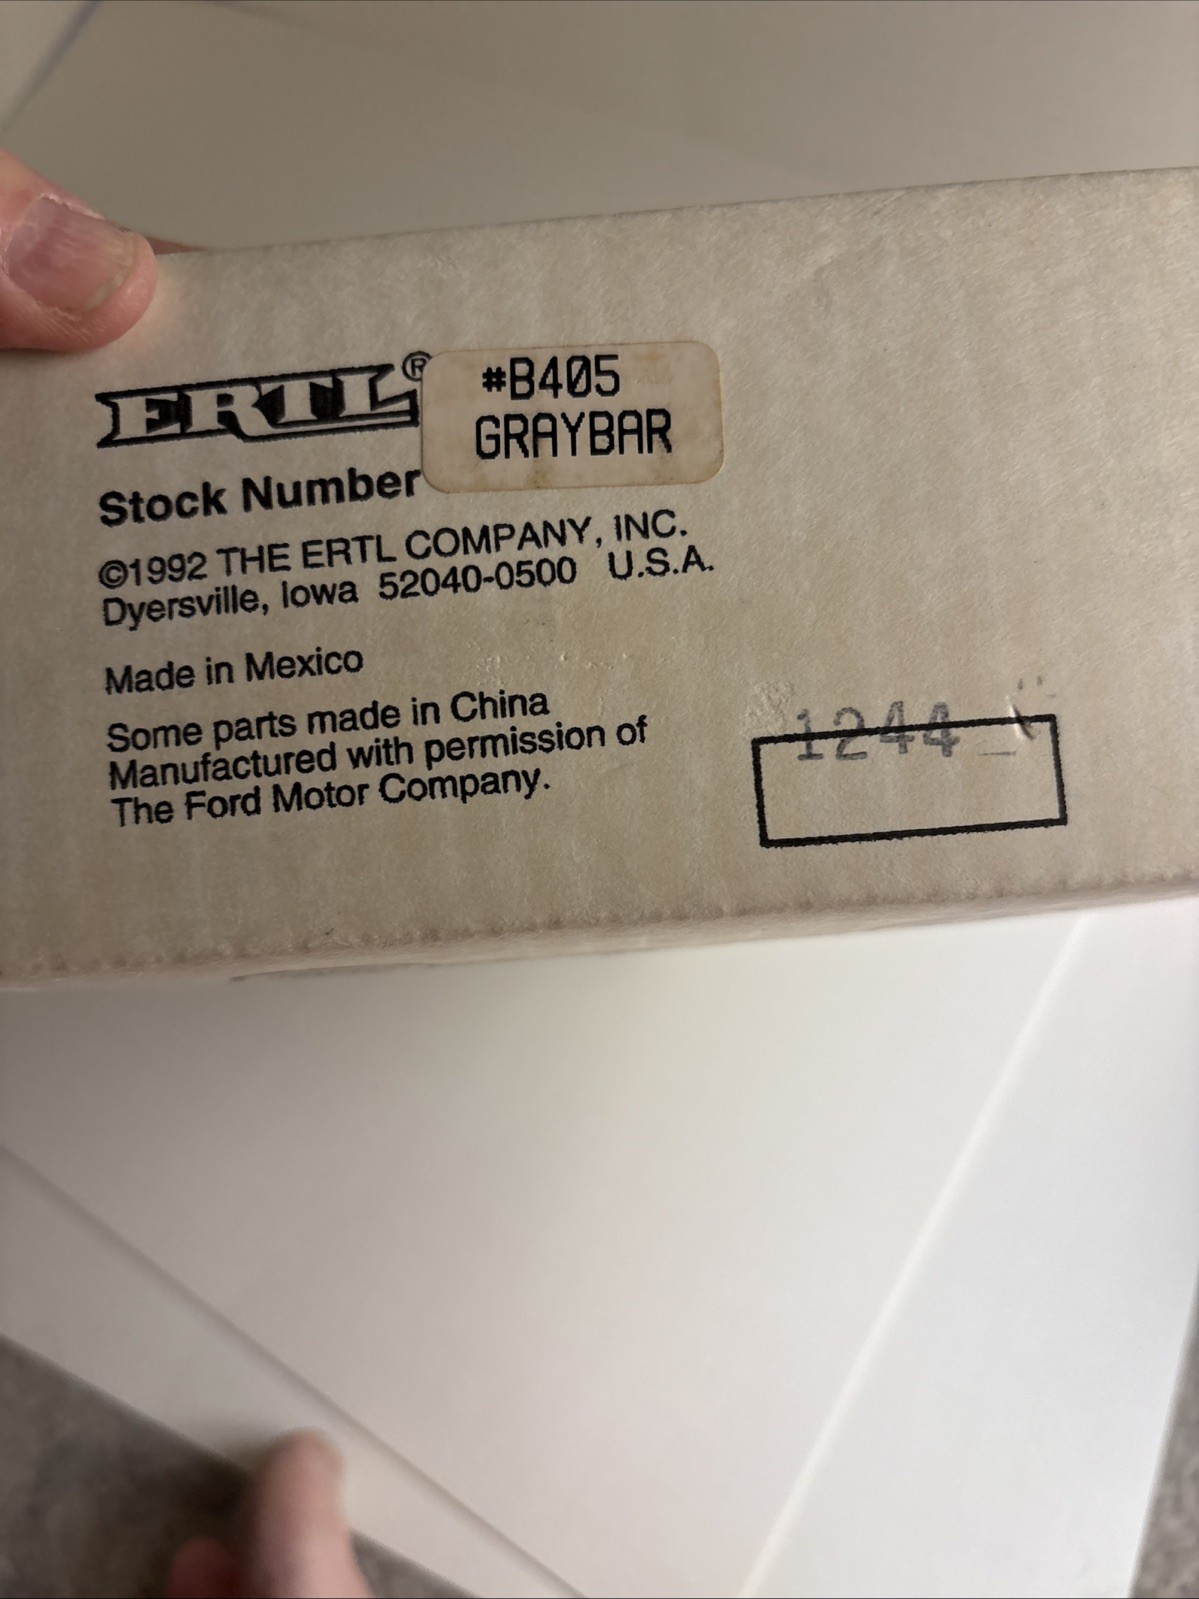 ERTL®
#B405
GRAYBAR
Stock Number
©1992 THE ERTL COMPANY, INC.
Dyersville, Iowa 52040-0500 U.S.A.
Made in Mexico
Some parts made in China
Manufactured with permission of
The Ford Motor Company.
1244